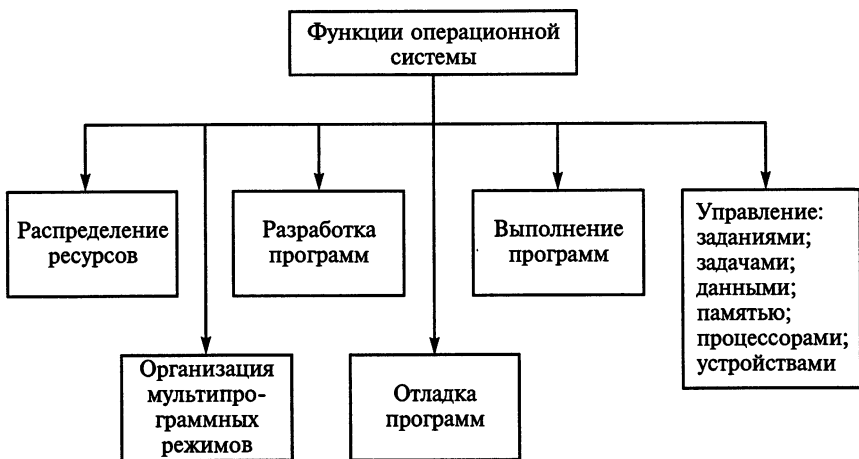 Функции операционной
системы
Распределение
ресурсов
Разработка
программ
Выполнение
программ
Управление:
заданиями;
задачами;
данными;
памятью;
процессорами;
устройствами
Организация
мультипро-
граммных
режимов
Отладка
программ